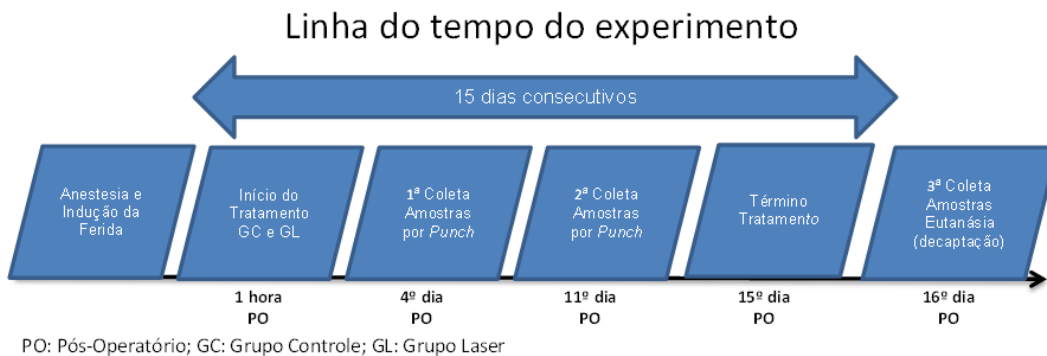 Linha do tempo do experimento
15 dias consecutivos
Anestesia e
Indução da
Ferida
Início do
Tratamento
GC e GL
1ª Coleta
Amostras
por Punch
2ª Coleta
Amostras
por Punch
Término
Tratamento
3ª Coleta
Amostras
Eutanásia
(decaptação)
1 hora
PO
4º dia
PO
11º dia
PO
15º dia
PO
16º dia
PO
PO: Pós-Operatório; GC: Grupo Controle; GL: Grupo Laser